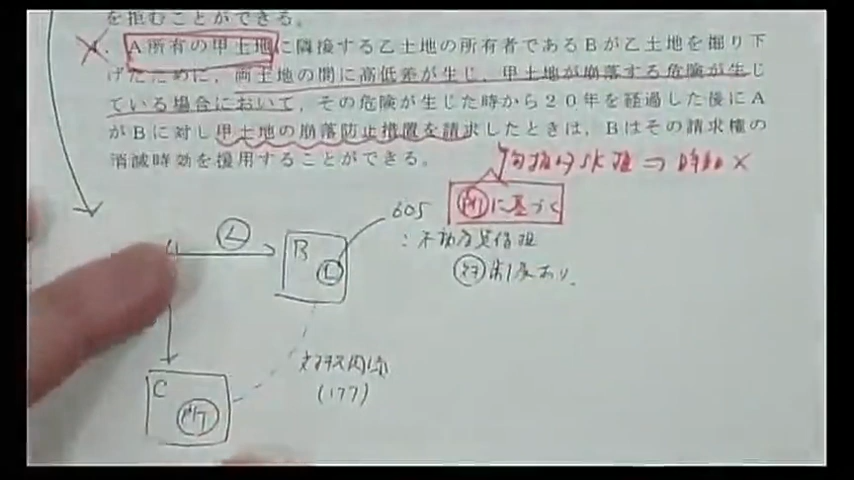 を拒むことができる。
4. A所有の甲土地に隣接する乙土地の所有者であるBが乙土地を掘り下
げたために、両土地の間に高低差が生じ、甲土地が崩落する危険が生じ
ている場合において、その危険が生じた時から20年を経過した後にA
がBに対し甲土地の崩落防止措置を請求したときは、Bはその請求権の
消滅時効を援用することができる。
物権的請求権 ⇒ 時効 ×
所に基づく
605
:不動産賃借権
対 制度あり。
L
B
L
対抗関係
(177)
C
所